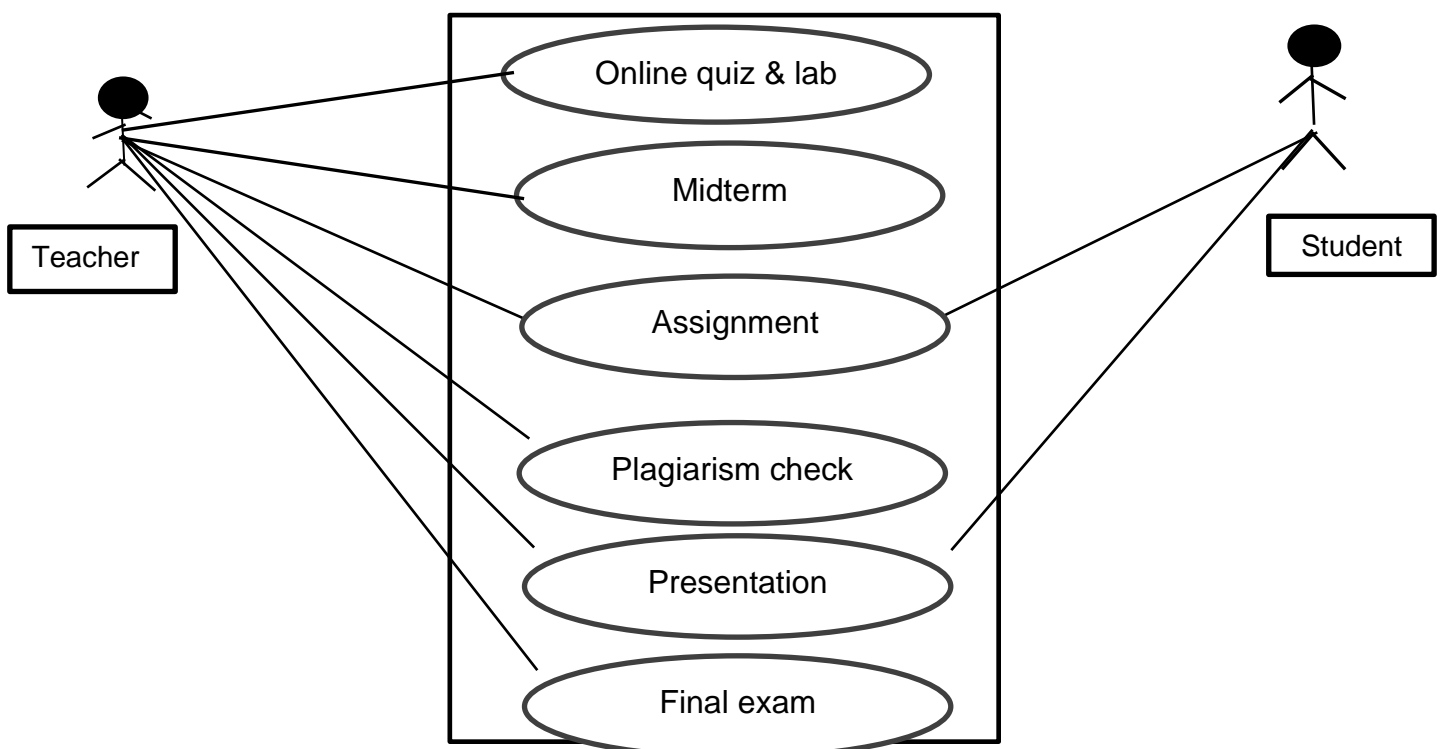 Online quiz & lab
Midterm
Teacher
Student
Assignment
Plagiarism check
Presentation
Final exam